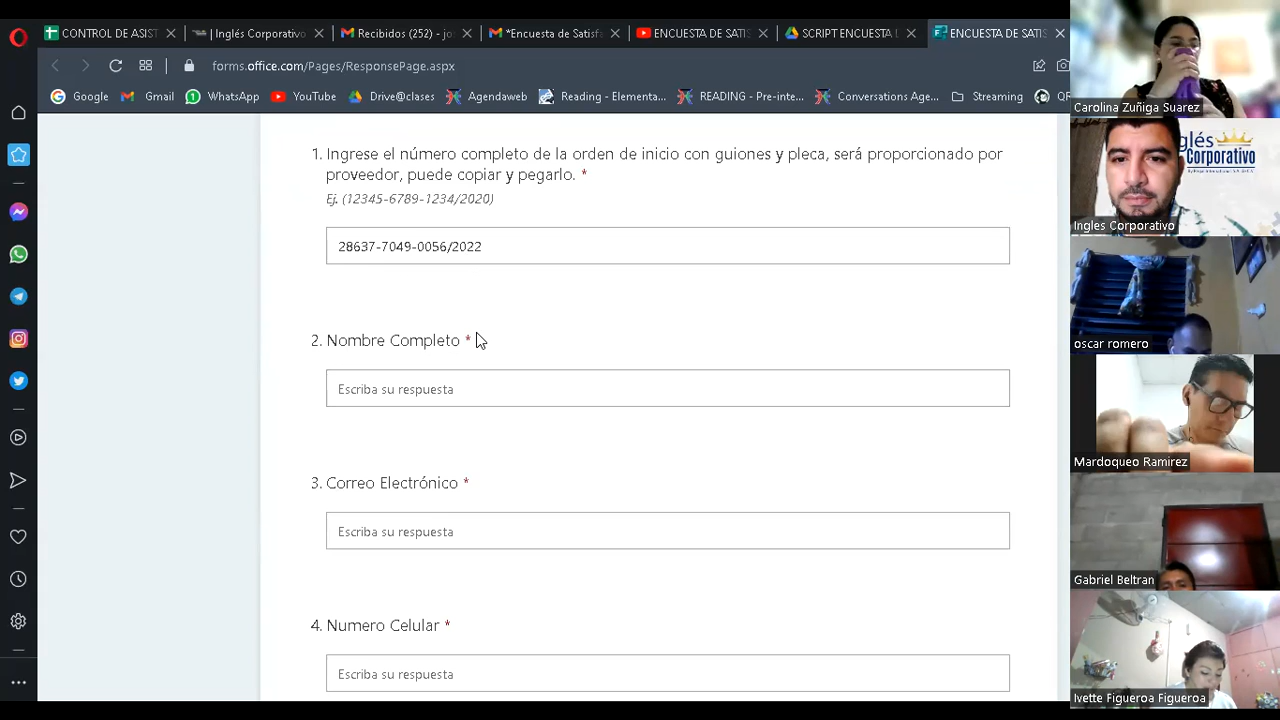 CONTROL DE ASIST
Inglés Corporativo
Recibidos (252) - jo
*Encuesta de Satisfa
ENCUESTA DE SATIS
SCRIPT ENCUESTA L
ENCUESTA DE SATIS
forms.office.com/Pages/ResponsePage.aspx
Google
Gmail
WhatsApp
YouTube
Drive@clases
Agendaweb
Reading - Elementa...
READING - Pre-inte...
Conversations Age...
Streaming
QR
1. Ingrese el número completo de la orden de inicio con guiones y pleca, será proporcionado por
proveedor, puede copiar y pegarlo. *
Ej. (12345-6789-1234/2020)
28637-7049-0056/2022
2. Nombre Completo *
Escriba su respuesta
3. Correo Electrónico *
Escriba su respuesta
4. Numero celular *
Escriba su respuesta
Carolina Zuñiga Suarez
glés
Corporativo
Ingles Corporativo
oscar romero
Mardoqueo Ramirez
Gabriel Beltran
Ivette Figueroa Figueroa